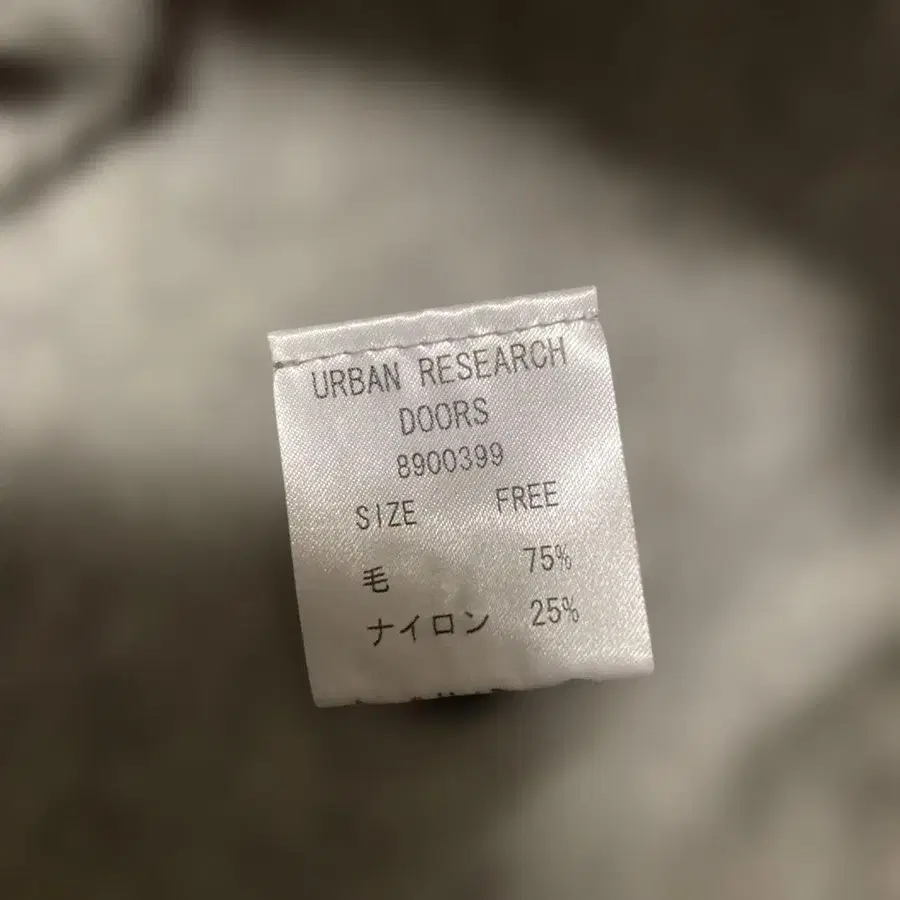 URBAN RESEARCH
DOORS
8900399
SIZE FREE
毛 75%
ナイロン 25%